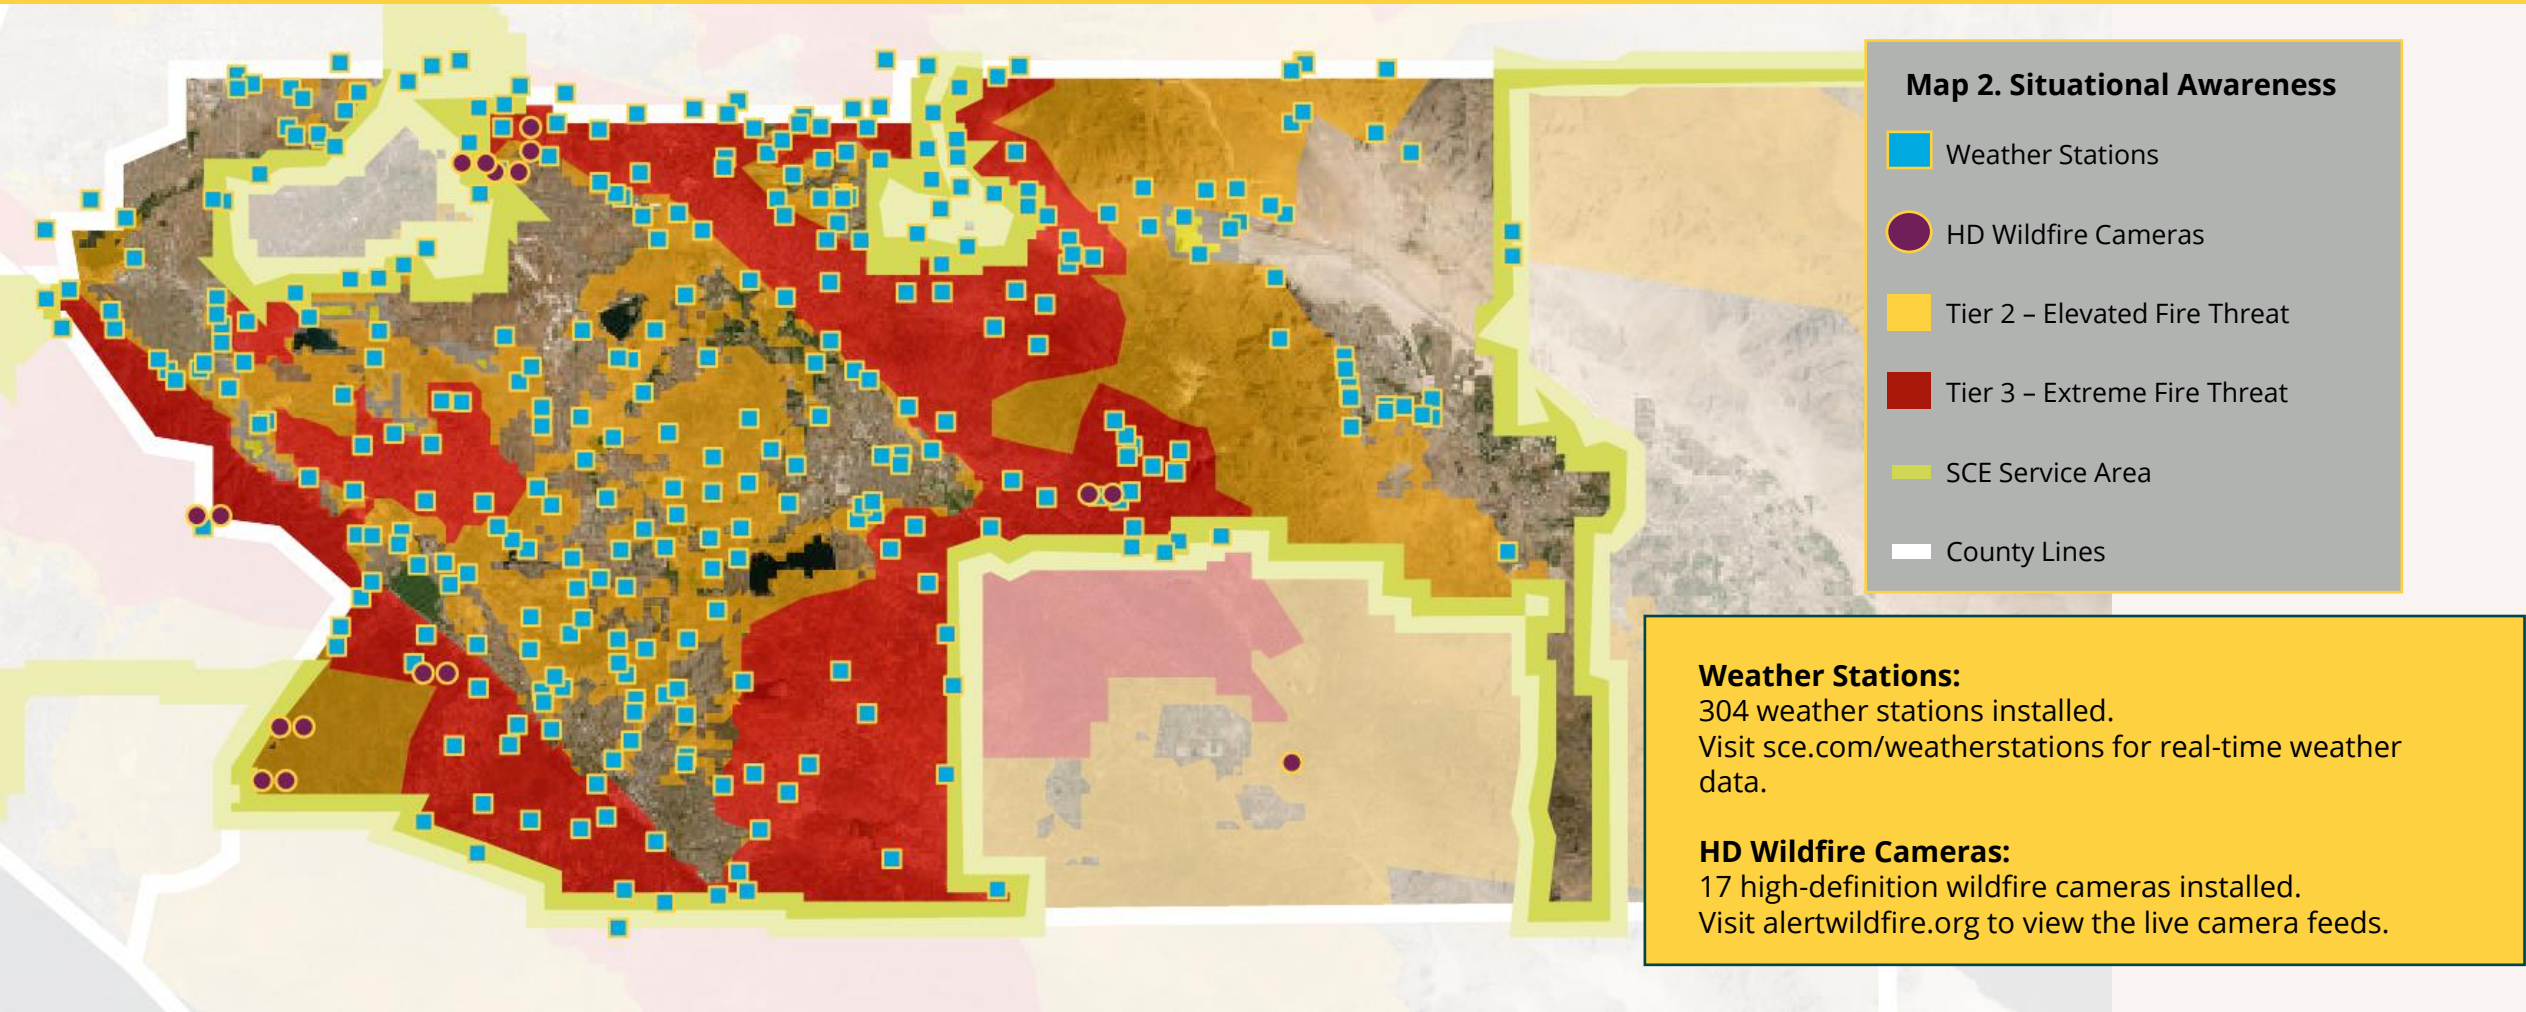 Map 2. Situational Awareness
Weather Stations
HD Wildfire Cameras
Tier 2 – Elevated Fire Threat
Tier 3 – Extreme Fire Threat
SCE Service Area
County Lines
Weather Stations:
304 weather stations installed.
Visit sce.com/weatherstations for real-time weather
data.
HD Wildfire Cameras:
17 high-definition wildfire cameras installed.
Visit alertwildfire.org to view the live camera feeds.